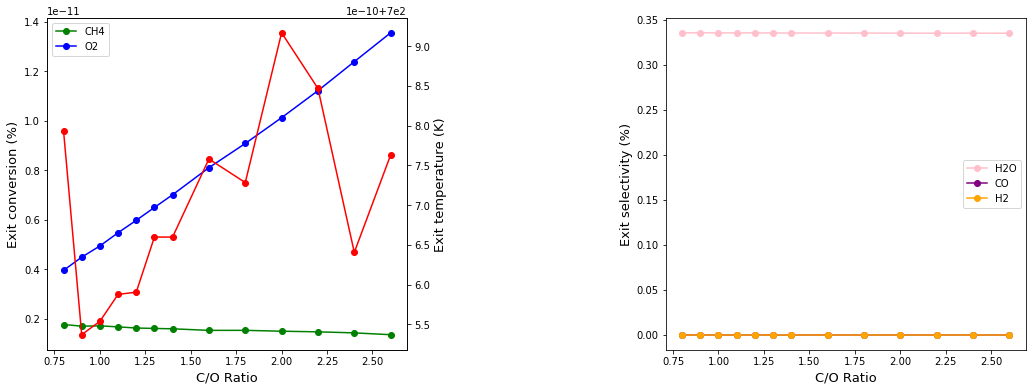 1e−11
1e−10+7e2
CH4
O2
1.4
1.2
1.0
0.8
0.6
0.4
0.2
Exit conversion (%)
9.0
8.5
8.0
7.5
7.0
6.5
6.0
5.5
Exit temperature (K)
0.75 1.00 1.25 1.50 1.75 2.00 2.25 2.50
C/O Ratio
0.35
0.30
0.25
0.20
0.15
0.10
0.05
0.00
Exit selectivity (%)
H2O
CO
H2
0.75 1.00 1.25 1.50 1.75 2.00 2.25 2.50
C/O Ratio